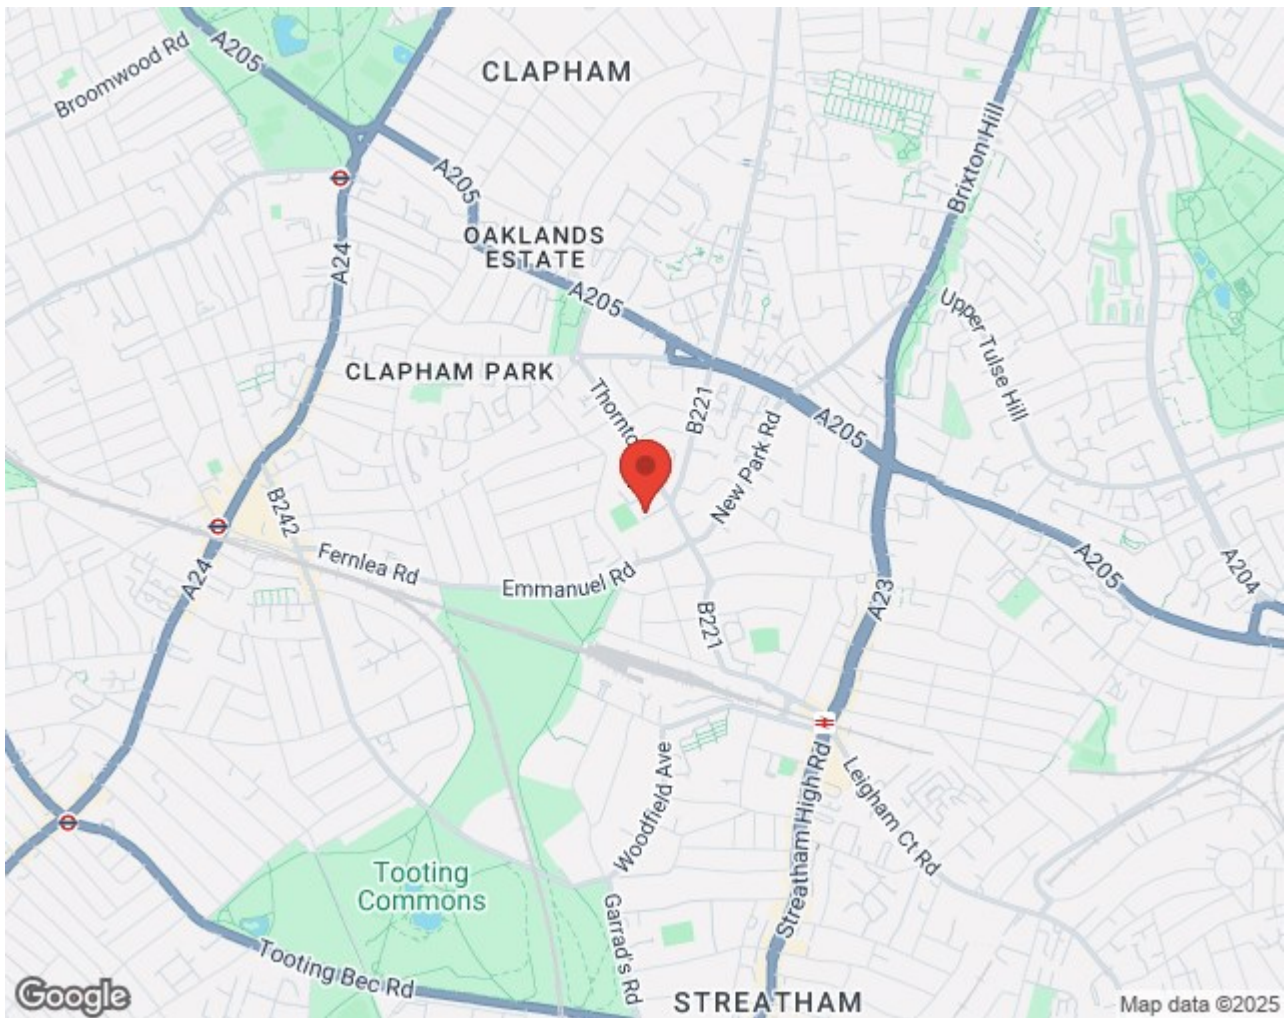 A205
Broomwood Rd
CLAPHAM
A205
Brixton Hill
A24
OAKLANDS
ESTATE
A205
Upper Tulse Hill
CLAPHAM PARK
Thornto
B221
A205
New Park Rd
B242
Fernlea Rd
A24
Emmanuel Rd
B221
A23
A205
A204
Woodfield Ave
Streatham High Rd
Leigham Ct Rd
Tooting
Commons
Garrad's Rd
Tooting Bec Rd
STREATHAM
Google
Map data ©2025